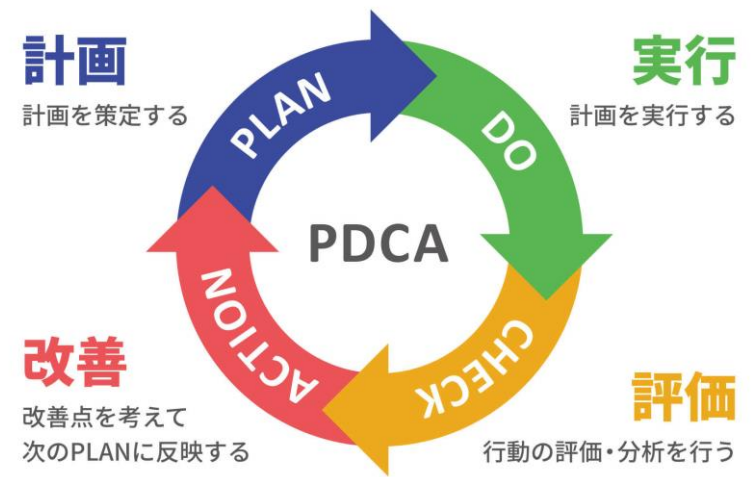 計画
計画を策定する
実行
計画を実行する
PLAN
DO
PDCA
ACTION
CHECK
改善
改善点を考えて
次のPLANに反映する
評価
行動の評価・分析を行う